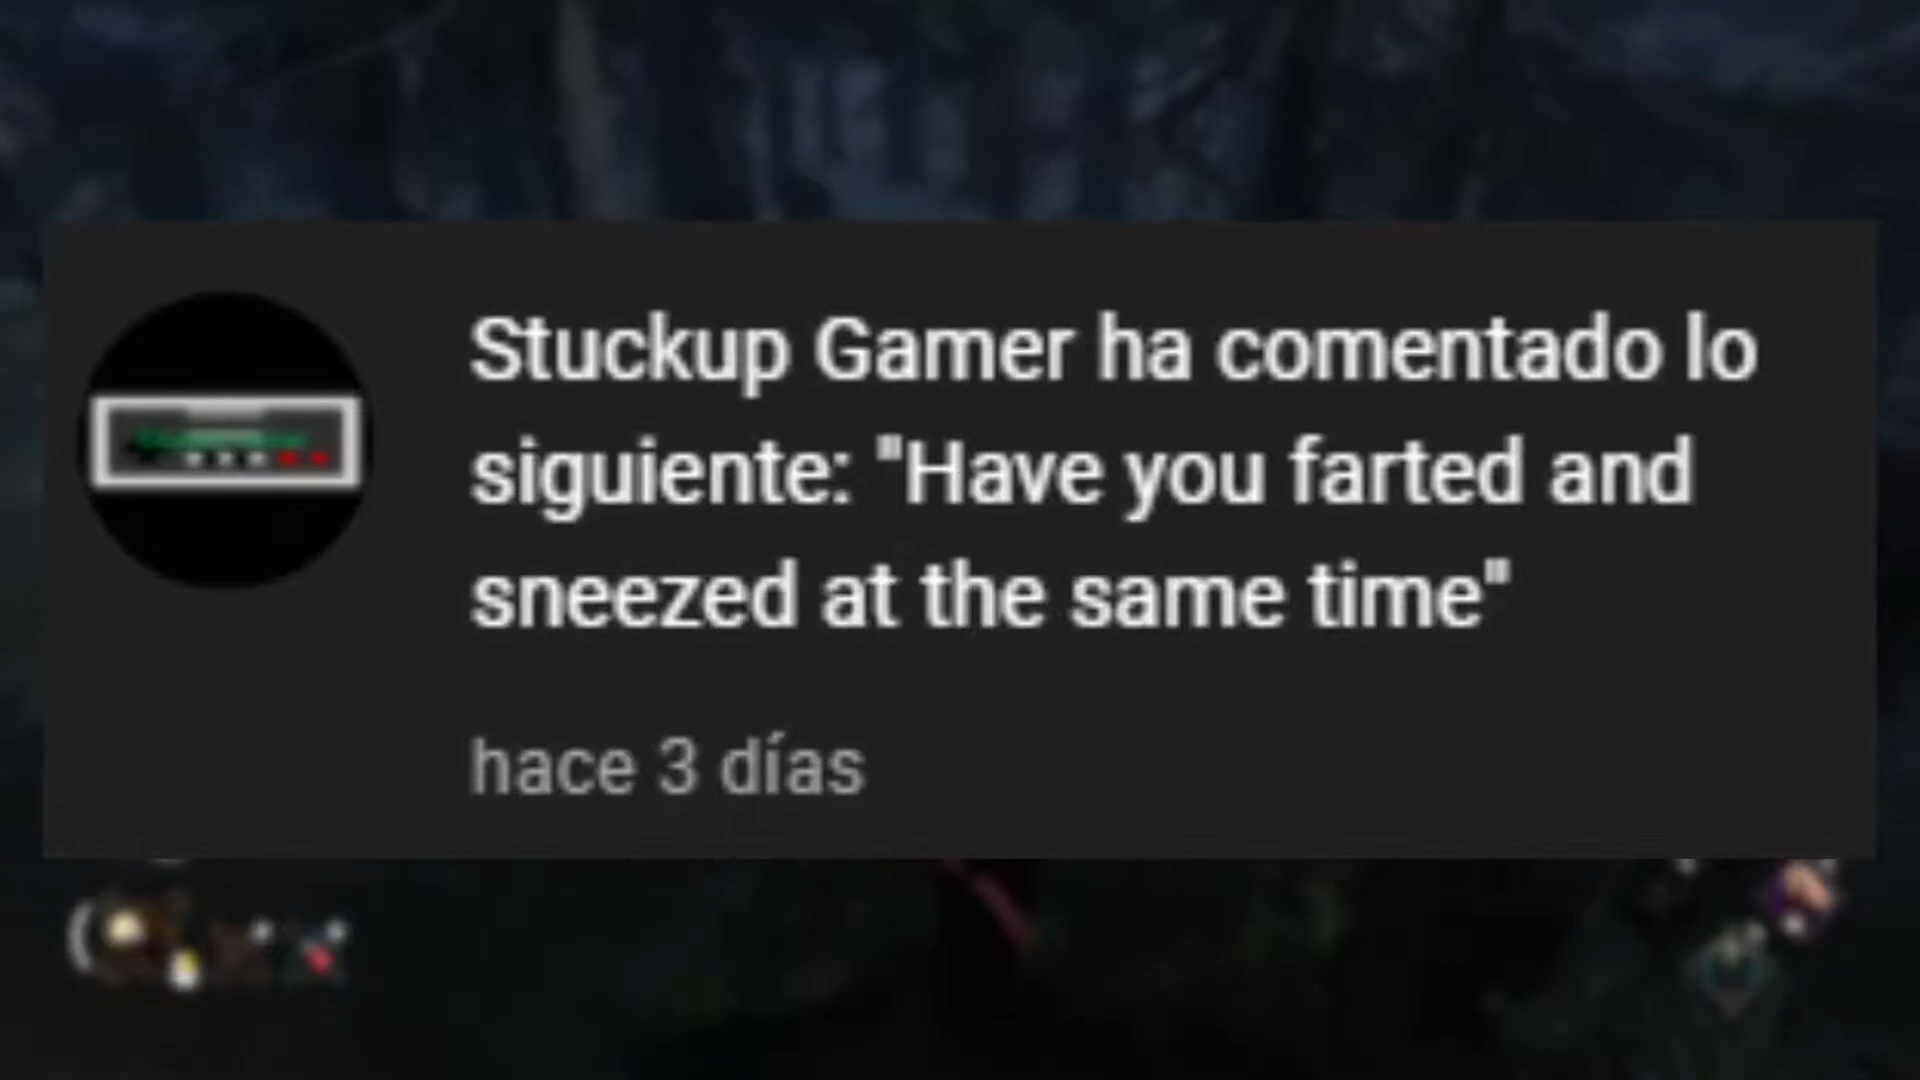 Stuckup Gamer ha comentado lo
siguiente: "Have you farted and
sneezed at the same time"
hace 3 días